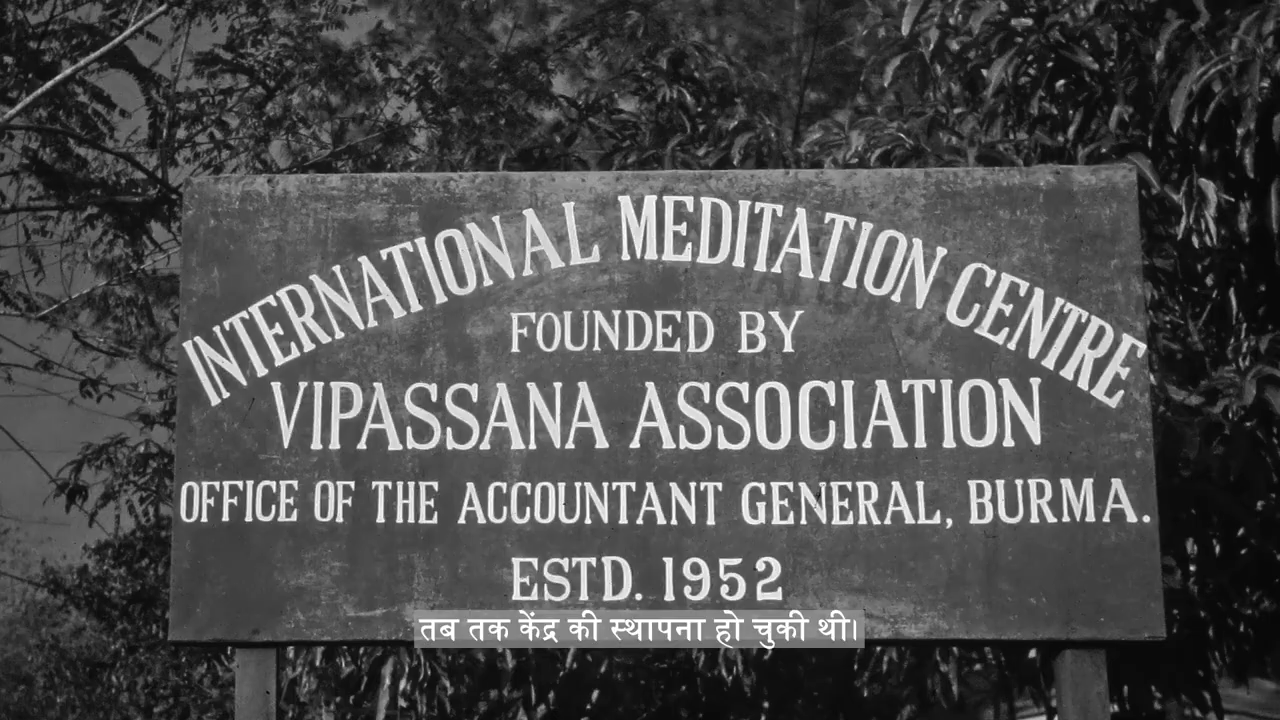 INTERNATIONAL MEDITATION CENTRE
FOUNDED BY
VIPASSANA ASSOCIATION
OFFICE OF THE ACCOUNTANT GENERAL, BURMA.
ESTD. 1952
तब तक केंद्र की स्थापना हो चुकी थी।